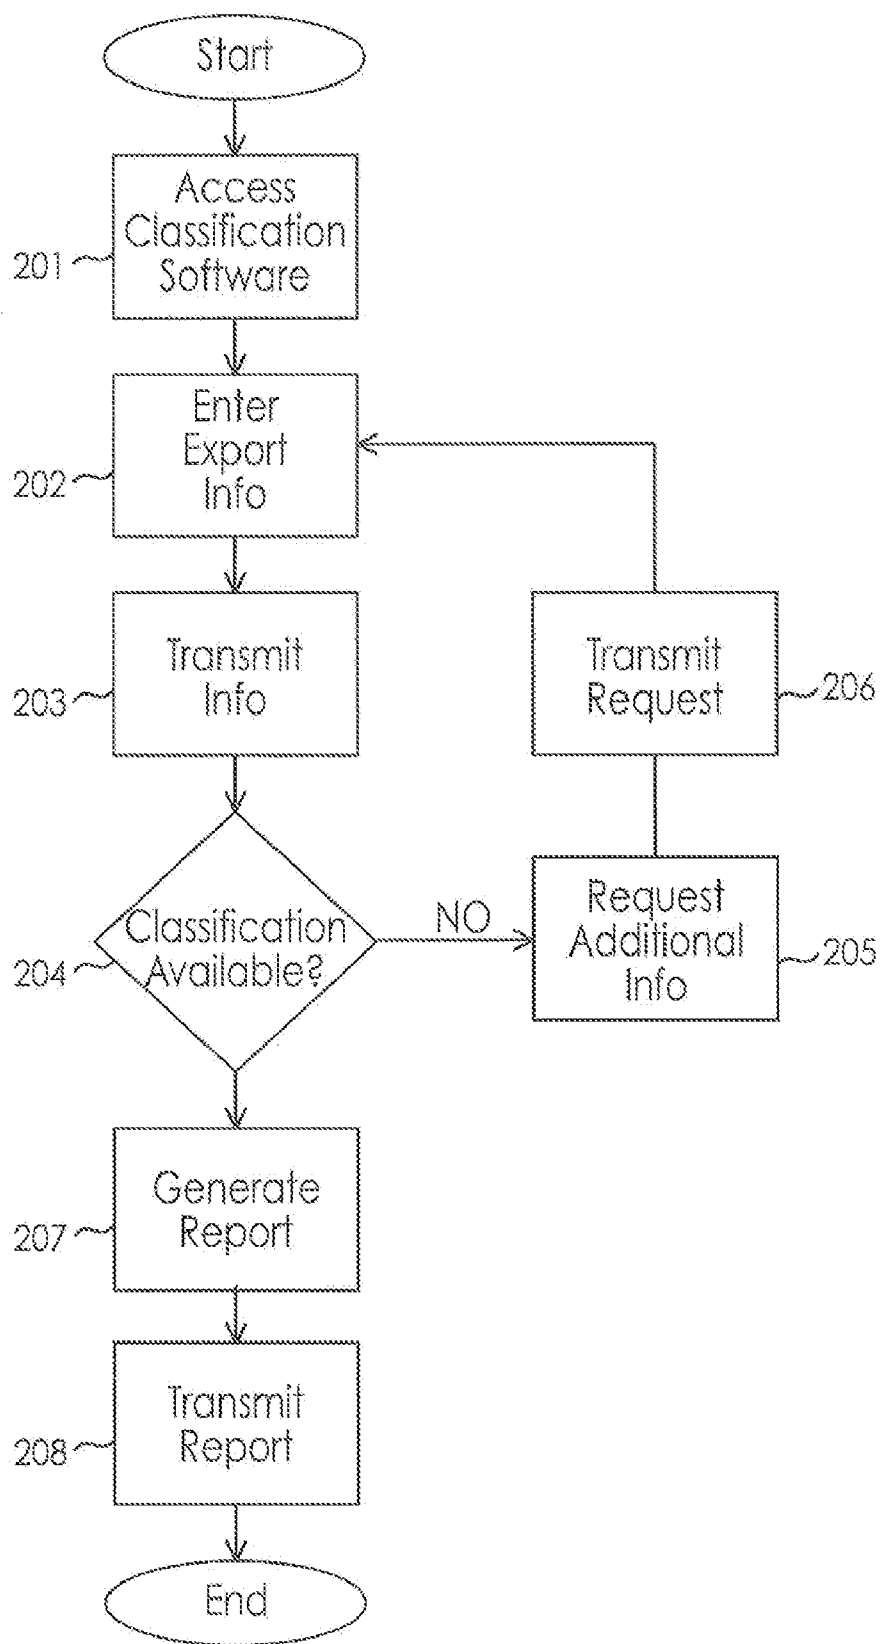 Start
Access
Classification
Software
201
Enter
Export
Info
202
Transmit
Info
203
Transmit
Request
206
Classification
Available?
204
NO
Request
Additional
Info
205
Generate
Report
207
Transmit
Report
208
End